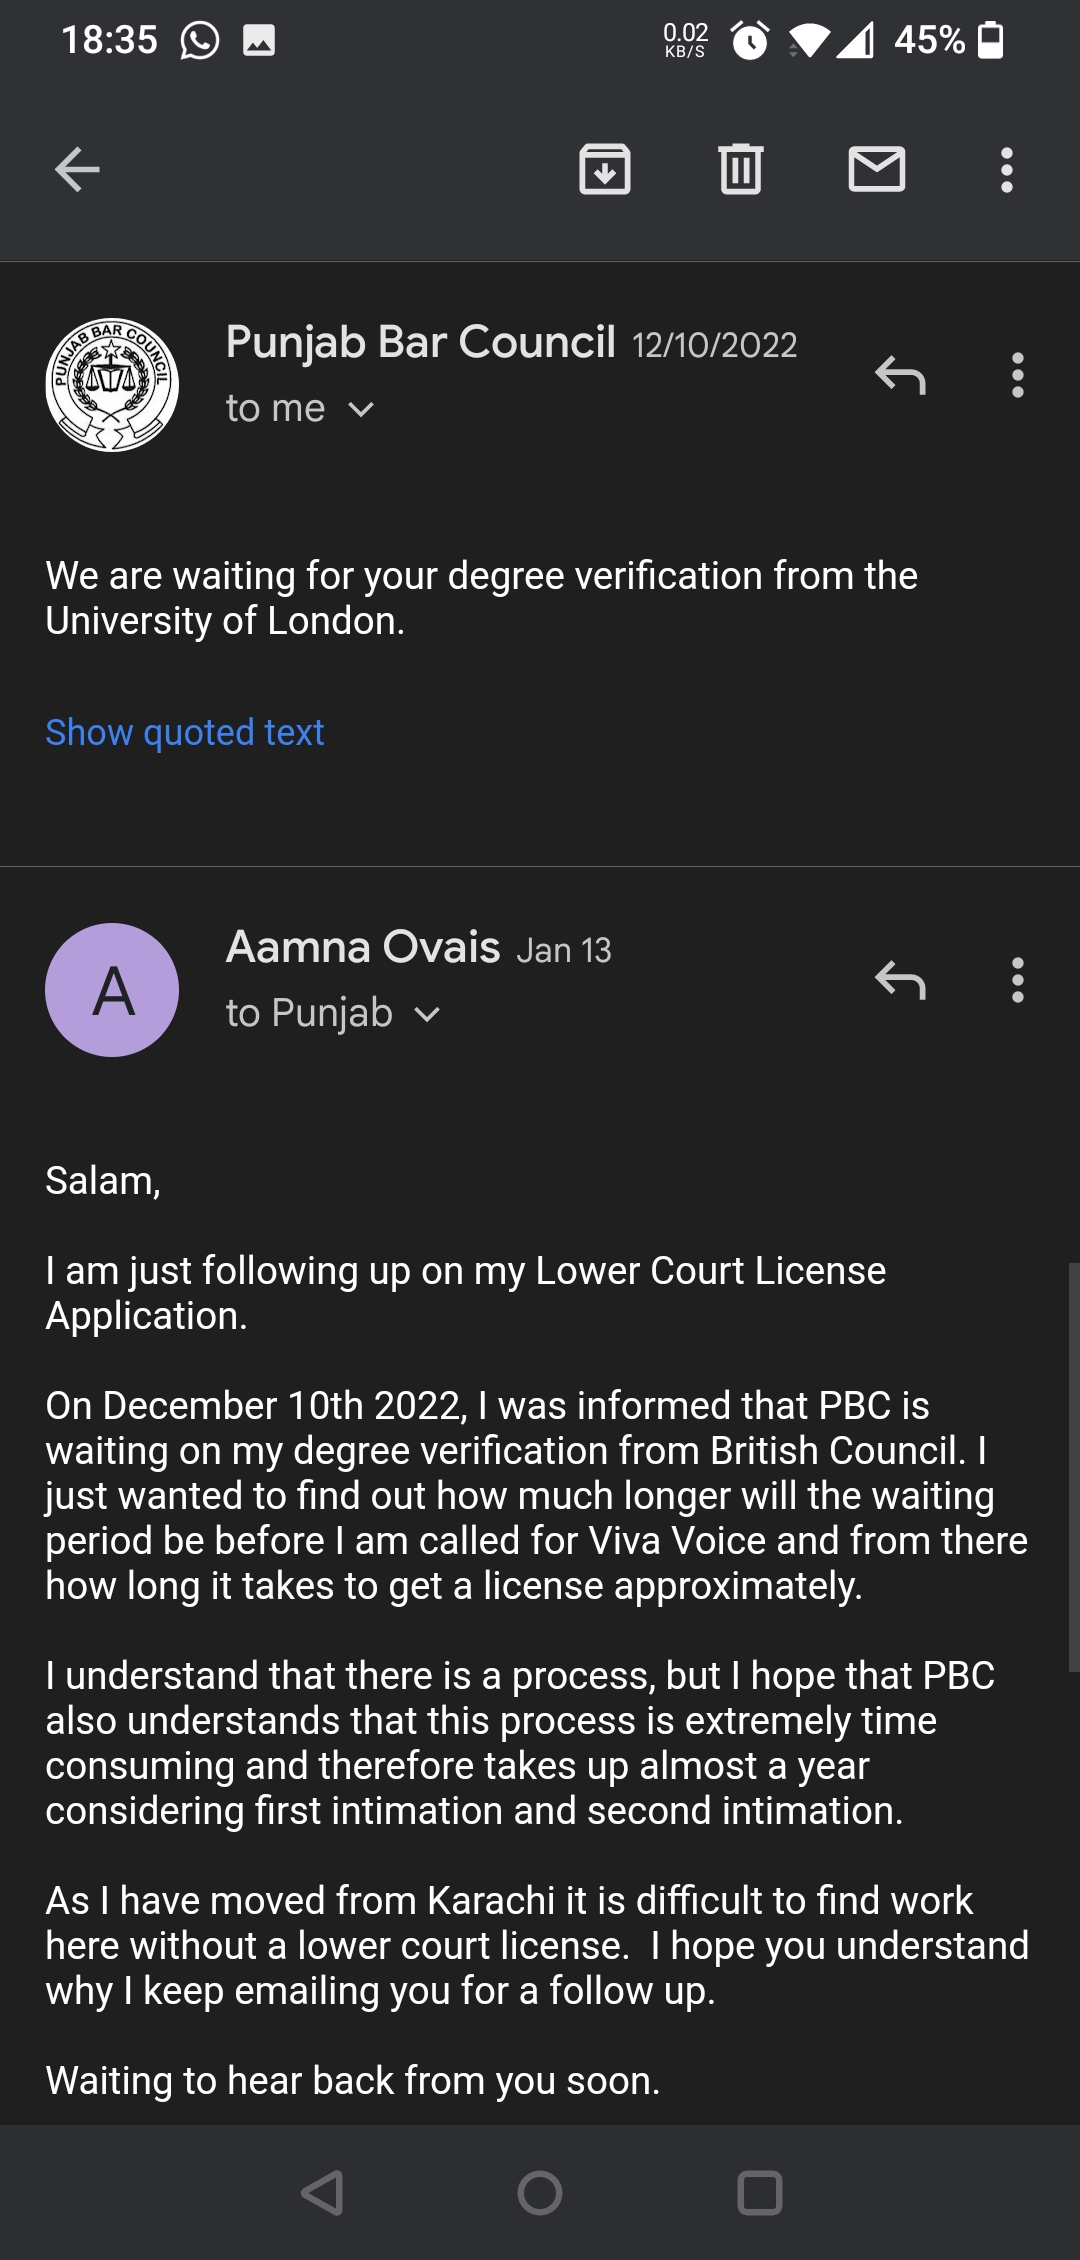 18:35 0.02 KB/S 45%
PUNJAB BAR COUNCIL
Punjab Bar Council 12/10/2022
to me
We are waiting for your degree verification from the
University of London.
Show quoted text
A
Aamna Ovais Jan 13
to Punjab
Salam,
I am just following up on my Lower Court License
Application.
On December 10th 2022, I was informed that PBC is
waiting on my degree verification from British Council. I
just wanted to find out how much longer will the waiting
period be before I am called for Viva Voice and from there
how long it takes to get a license approximately.
I understand that there is a process, but I hope that PBC
also understands that this process is extremely time
consuming and therefore takes up almost a year
considering first intimation and second intimation.
As I have moved from Karachi it is difficult to find work
here without a lower court license.  I hope you understand
why I keep emailing you for a follow up.
Waiting to hear back from you soon.